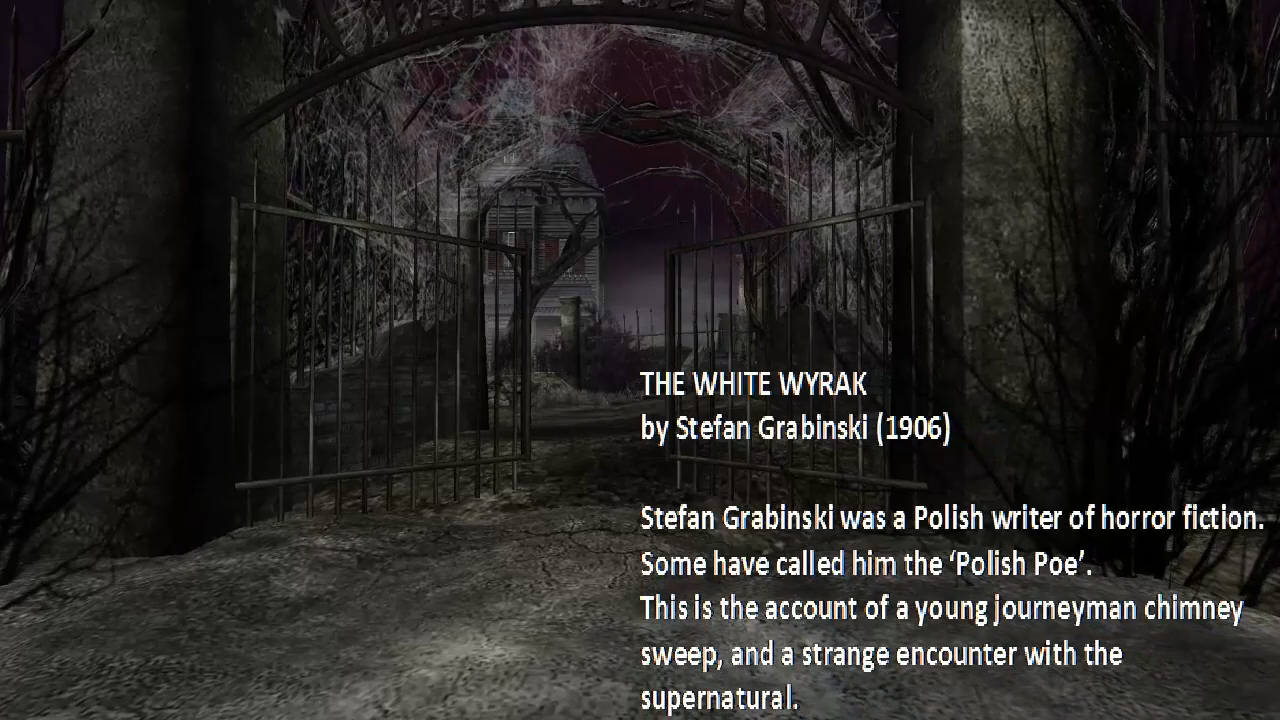 THE WHITE WYRAK
by Stefan Grabinski (1906)
Stefan Grabinski was a Polish writer of horror fiction.
Some have called him the ‘Polish Poe’.
This is the account of a young journeyman chimney
sweep, and a strange encounter with the
supernatural.